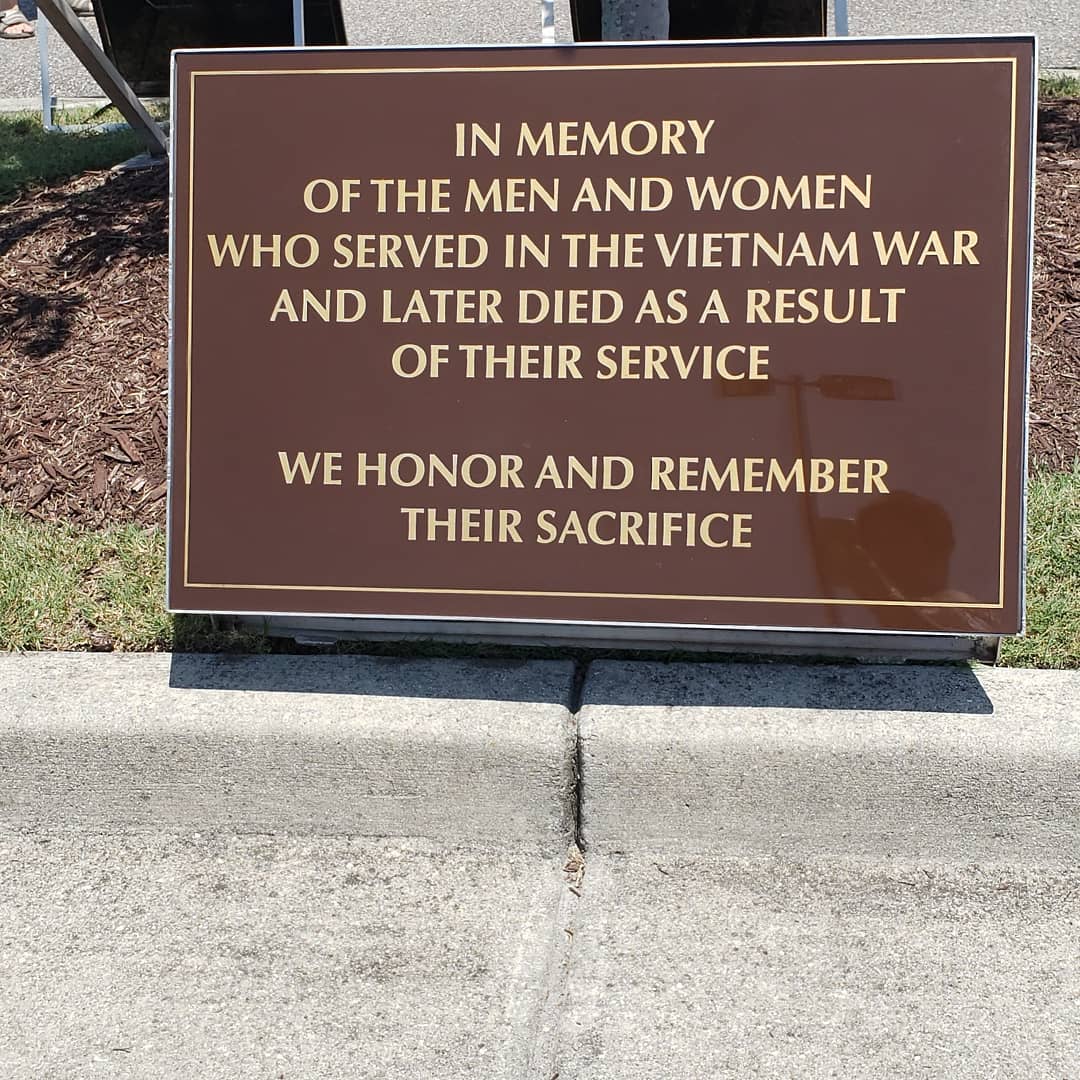 IN MEMORY
OF THE MEN AND WOMEN
WHO SERVED IN THE VIETNAM WAR
AND LATER DIED AS A RESULT
OF THEIR SERVICE
WE HONOR AND REMEMBER
THEIR SACRIFICE